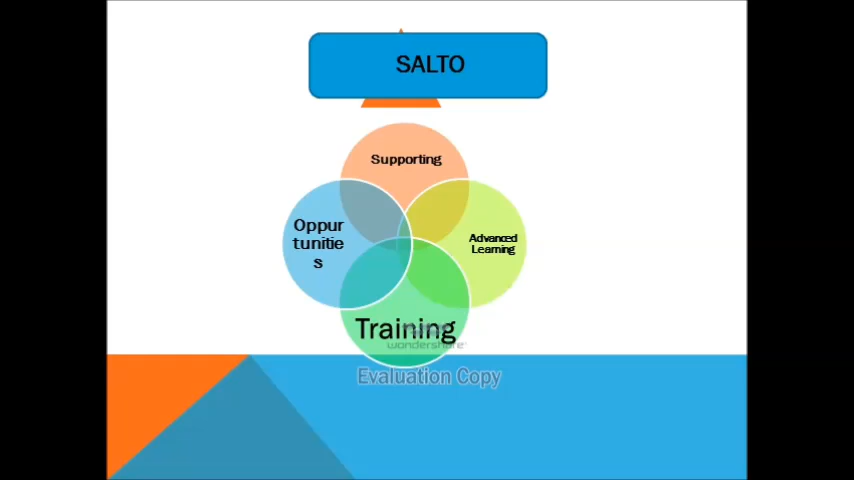 SALTO
Supporting
Oppur
tunitie
s
Advanced
Learning
Training
wondershare
Evaluation Copy